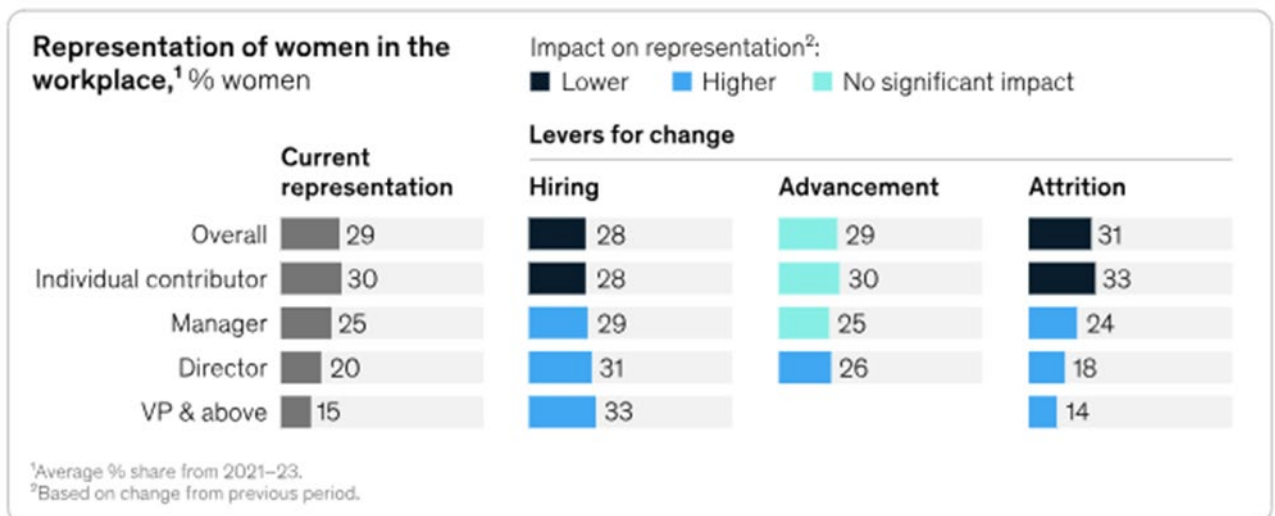 Representation of women in the
workplace,¹ % women
Impact on representation²:
Lower Higher No significant impact
Levers for change
Current
representation
Hiring Advancement Attrition
Overall 29 28 29 31
Individual contributor 30 28 30 33
Manager 25 29 25 24
Director 20 31 26 18
VP & above 15 33 14
¹Average % share from 2021–23.
²Based on change from previous period.